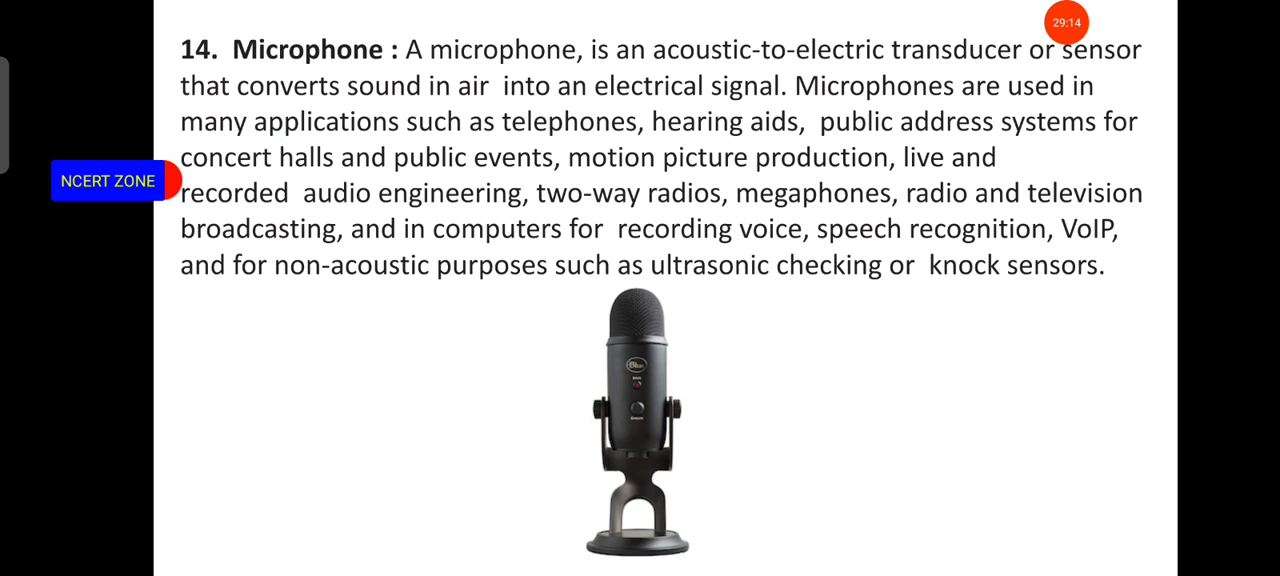 29:14
14. Microphone : A microphone, is an acoustic-to-electric transducer or sensor
that converts sound in air into an electrical signal. Microphones are used in
many applications such as telephones, hearing aids, public address systems for
concert halls and public events, motion picture production, live and
NCERT ZONE
recorded audio engineering, two-way radios, megaphones, radio and television
broadcasting, and in computers for recording voice, speech recognition, VoIP,
and for non-acoustic purposes such as ultrasonic checking or knock sensors.
Blue